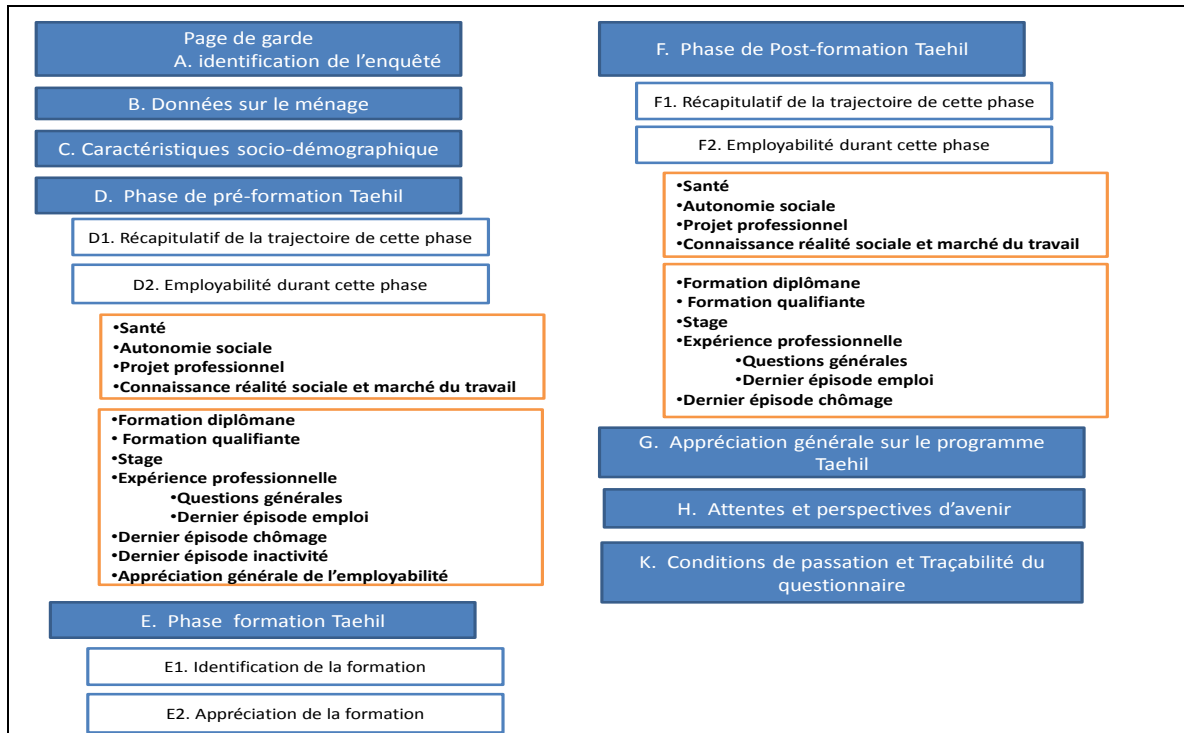 Page de garde
A. identification de l’enquêté
B. Données sur le ménage
C. Caractéristiques socio-démographique
D. Phase de pré-formation Taehil
D1. Récapitulatif de la trajectoire de cette phase
D2. Employabilité durant cette phase
•Santé
•Autonomie sociale
•Projet professionnel
•Connaissance réalité sociale et marché du travail
•Formation diplômane
• Formation qualifiante
•Stage
•Expérience professionnelle
•Questions générales
•Dernier épisode emploi
•Dernier épisode chômage
•Dernier épisode inactivité
•Appréciation générale de l’employabilité
E. Phase formation Taehil
E1. Identification de la formation
E2. Appréciation de la formation
F. Phase de Post-formation Taehil
F1. Récapitulatif de la trajectoire de cette phase
F2. Employabilité durant cette phase
•Santé
•Autonomie sociale
•Projet professionnel
•Connaissance réalité sociale et marché du travail
•Formation diplômane
• Formation qualifiante
•Stage
•Expérience professionnelle
•Questions générales
•Dernier épisode emploi
•Dernier épisode chômage
G. Appréciation générale sur le programme
Taehil
H. Attentes et perspectives d’avenir
K. Conditions de passation et Traçabilité du
questionnaire